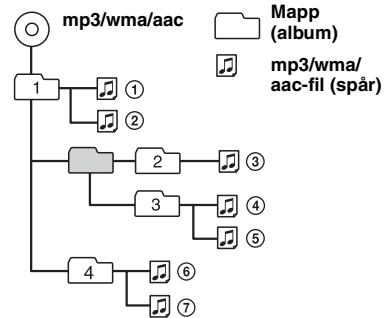 mp3/wma/aac
Mapp
(album)
mp3/wma/
aac-fil (spår)
1
①
②
2
③
3
④
⑤
4
⑥
⑦